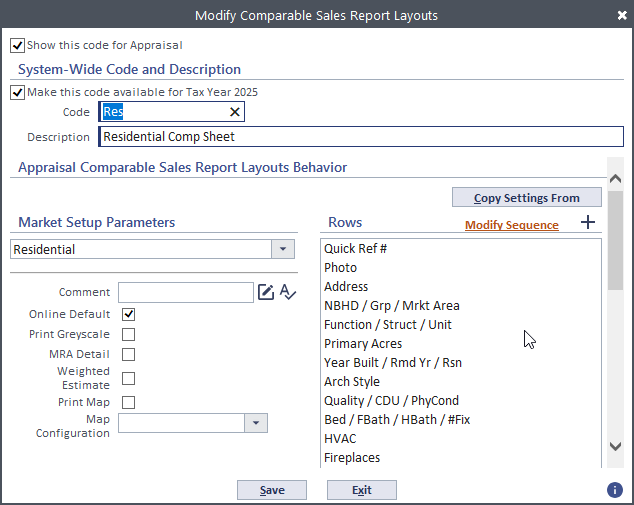 Modify Comparable Sales Report Layouts
Show this code for Appraisal
System-Wide Code and Description
Make this code available for Tax Year 2025
Code Res
Description Residential Comp Sheet
Appraisal Comparable Sales Report Layouts Behavior
Copy Settings From
Market Setup Parameters
Residential
Comment
Online Default
Print Greyscale
MRA Detail
Weighted
Estimate
Print Map
Map
Configuration
Rows Modify Sequence
Quick Ref #
Photo
Address
NBHD / Grp / Mrkt Area
Function / Struct / Unit
Primary Acres
Year Built / Rmd Yr / Rsn
Arch Style
Quality / CDU / PhyCond
Bed / FBath / HBath / #Fix
HVAC
Fireplaces
Save Exit